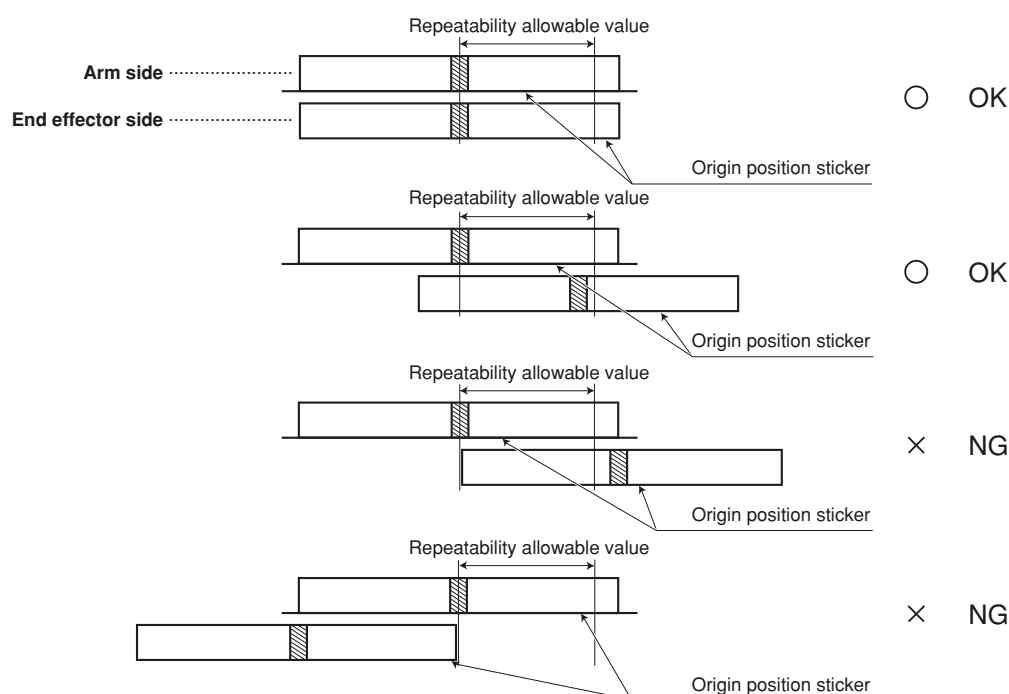 Repeatability allowable value
Arm side
OK
End effector side
Origin position sticker
Repeatability allowable value
OK
Origin position sticker
Repeatability allowable value
NG
Origin position sticker
Repeatability allowable value
NG
Origin position sticker